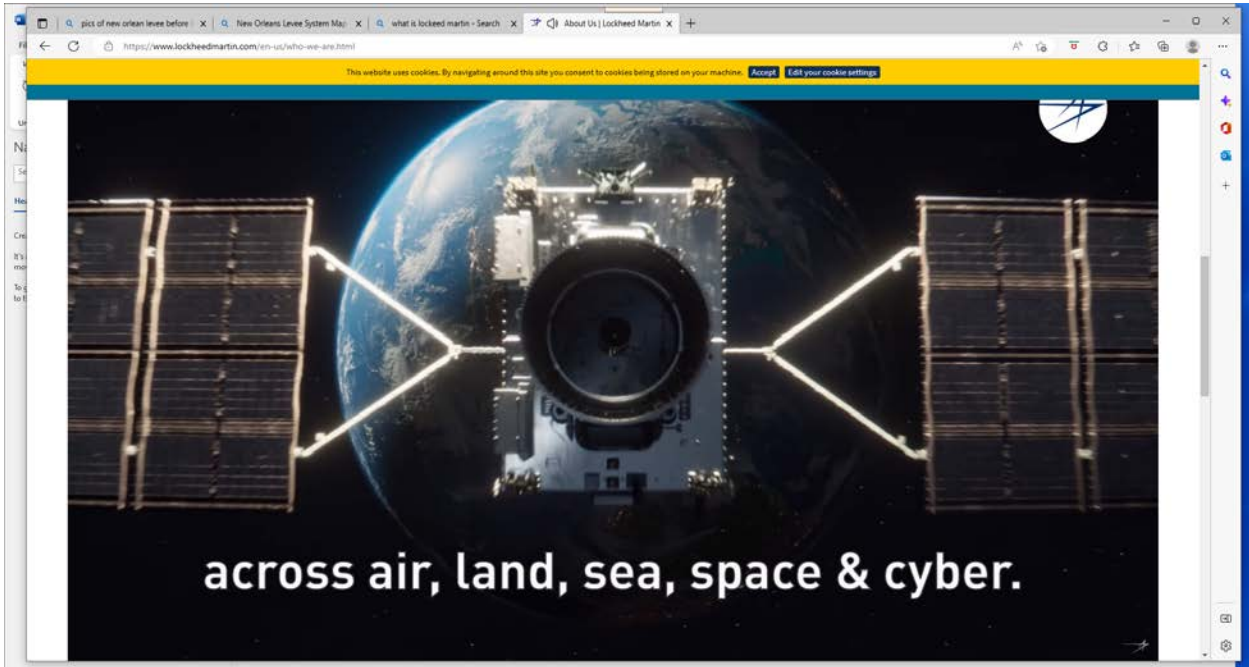 pics of new orlean levee before
New Orleans Levee System Map
what is lockeed martin - Search
About Us | Lockheed Martin
https://www.lockheedmartin.com/en-us/who-we-are.html
This website uses cookies. By navigating around this site you consent to cookies being stored on your machine. Accept Edit your cookie settings
across air, land, sea, space & cyber.